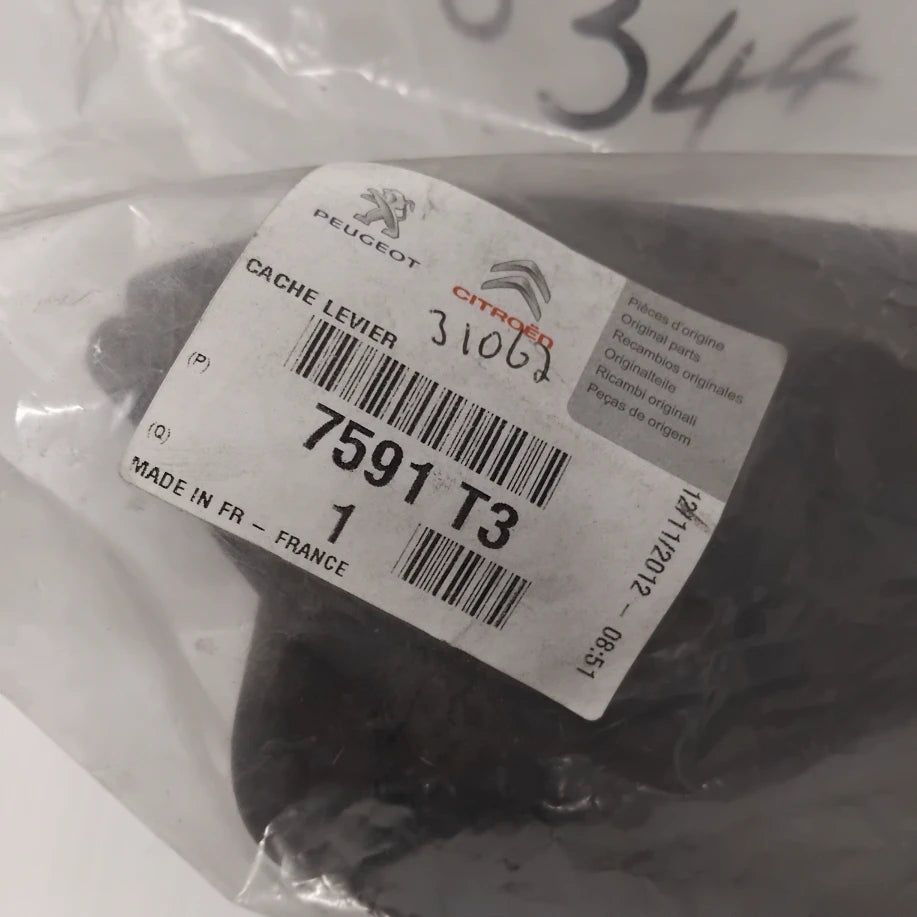 344
PEUGEOT
CITROËN
CACHE LEVIER
31062
Pièces d'origine
Original parts
Recambios originales
Originalteile
Ricambi originali
Peças de origem
(P)
7591 T3
(Q)
1
MADE IN FR - FRANCE
12/11/2012 - 08:51